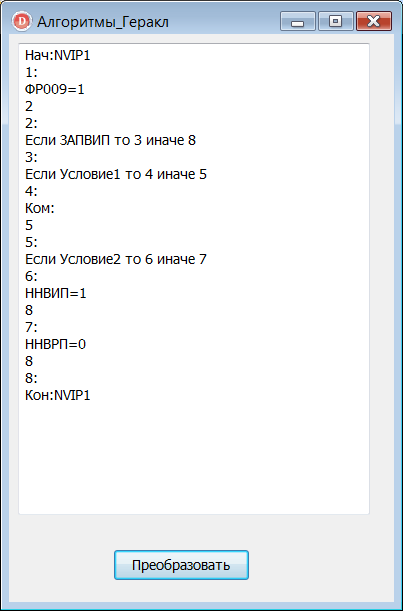 Алгоритмы_Геракл
Нач:NVIP1
1:
ФР009=1
2
2:
Если ЗАПВИП то 3 иначе 8
3:
Если Условие1 то 4 иначе 5
4:
Ком:
5
5:
Если Условие2 то 6 иначе 7
6:
ННВИП=1
8
7:
ННВРП=0
8
8:
Кон:NVIP1
Преобразовать